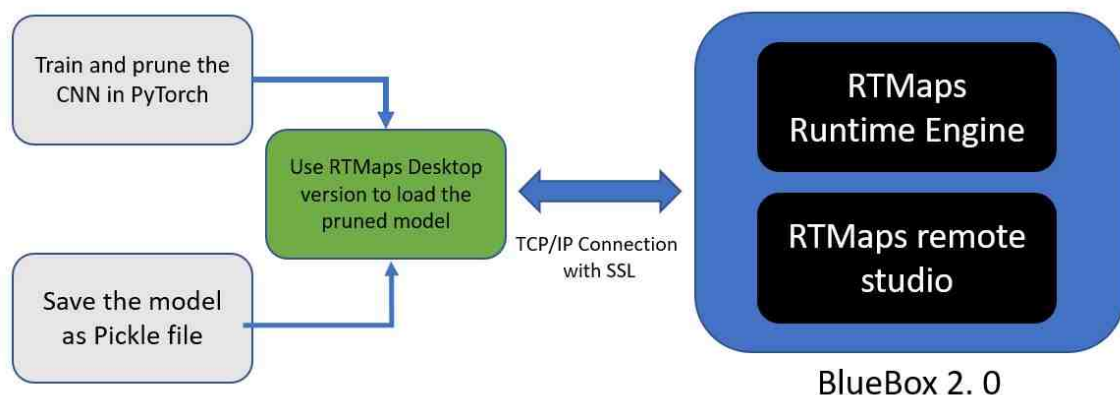 Train and prune the
CNN in PyTorch
Use RTMaps Desktop
version to load the
pruned model
Save the model
as Pickle file
TCP/IP Connection
with SSL
RTMaps
Runtime Engine
RTMaps remote
studio
BlueBox 2. 0